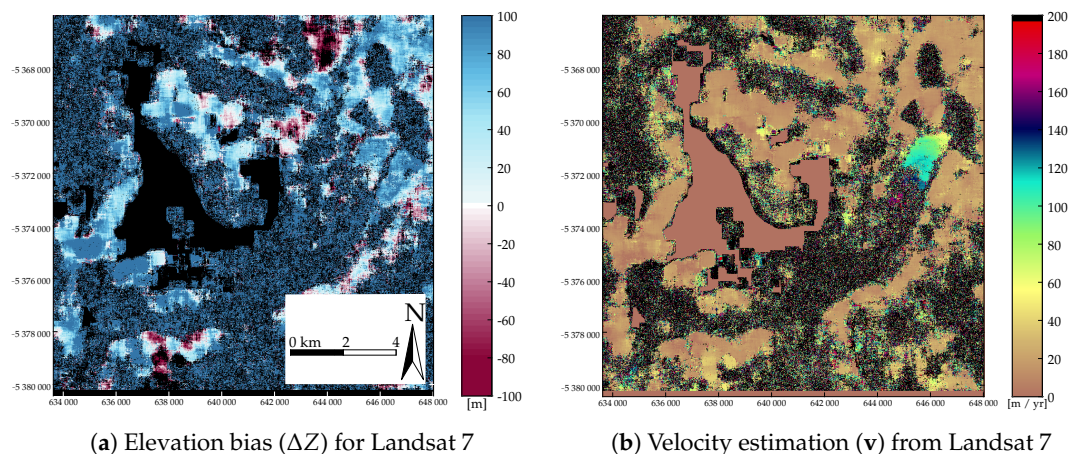 100
200
-5 368 000
80
-5 368 000
180
60
160
-5 370 000
-5 370 000
40
140
-5 372 000
20
-5 372 000
120
0
100
-5 374 000
-5 374 000
-20
80
-5 376 000
-5 376 000
-40
60
N
-5 378 000
0 km 2 4
-60
-5 378 000
40
-80
20
-5 380 000
-5 380 000
-100
0
634 000 636 000 638 000 640 000 642 000 644 000 646 000 648 000 [m]
634 000 636 000 638 000 640 000 642 000 644 000 646 000 648 000 [m / yr]
(a) Elevation bias (ΔZ) for Landsat 7
(b) Velocity estimation (v) from Landsat 7